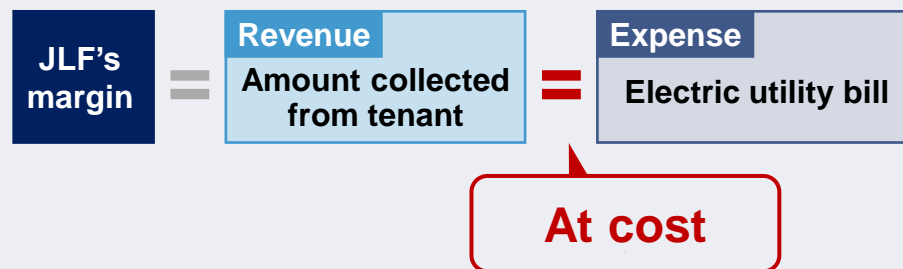 JLF's
margin
=
Revenue
Amount collected
from tenant
=
Expense
Electric utility bill
At cost